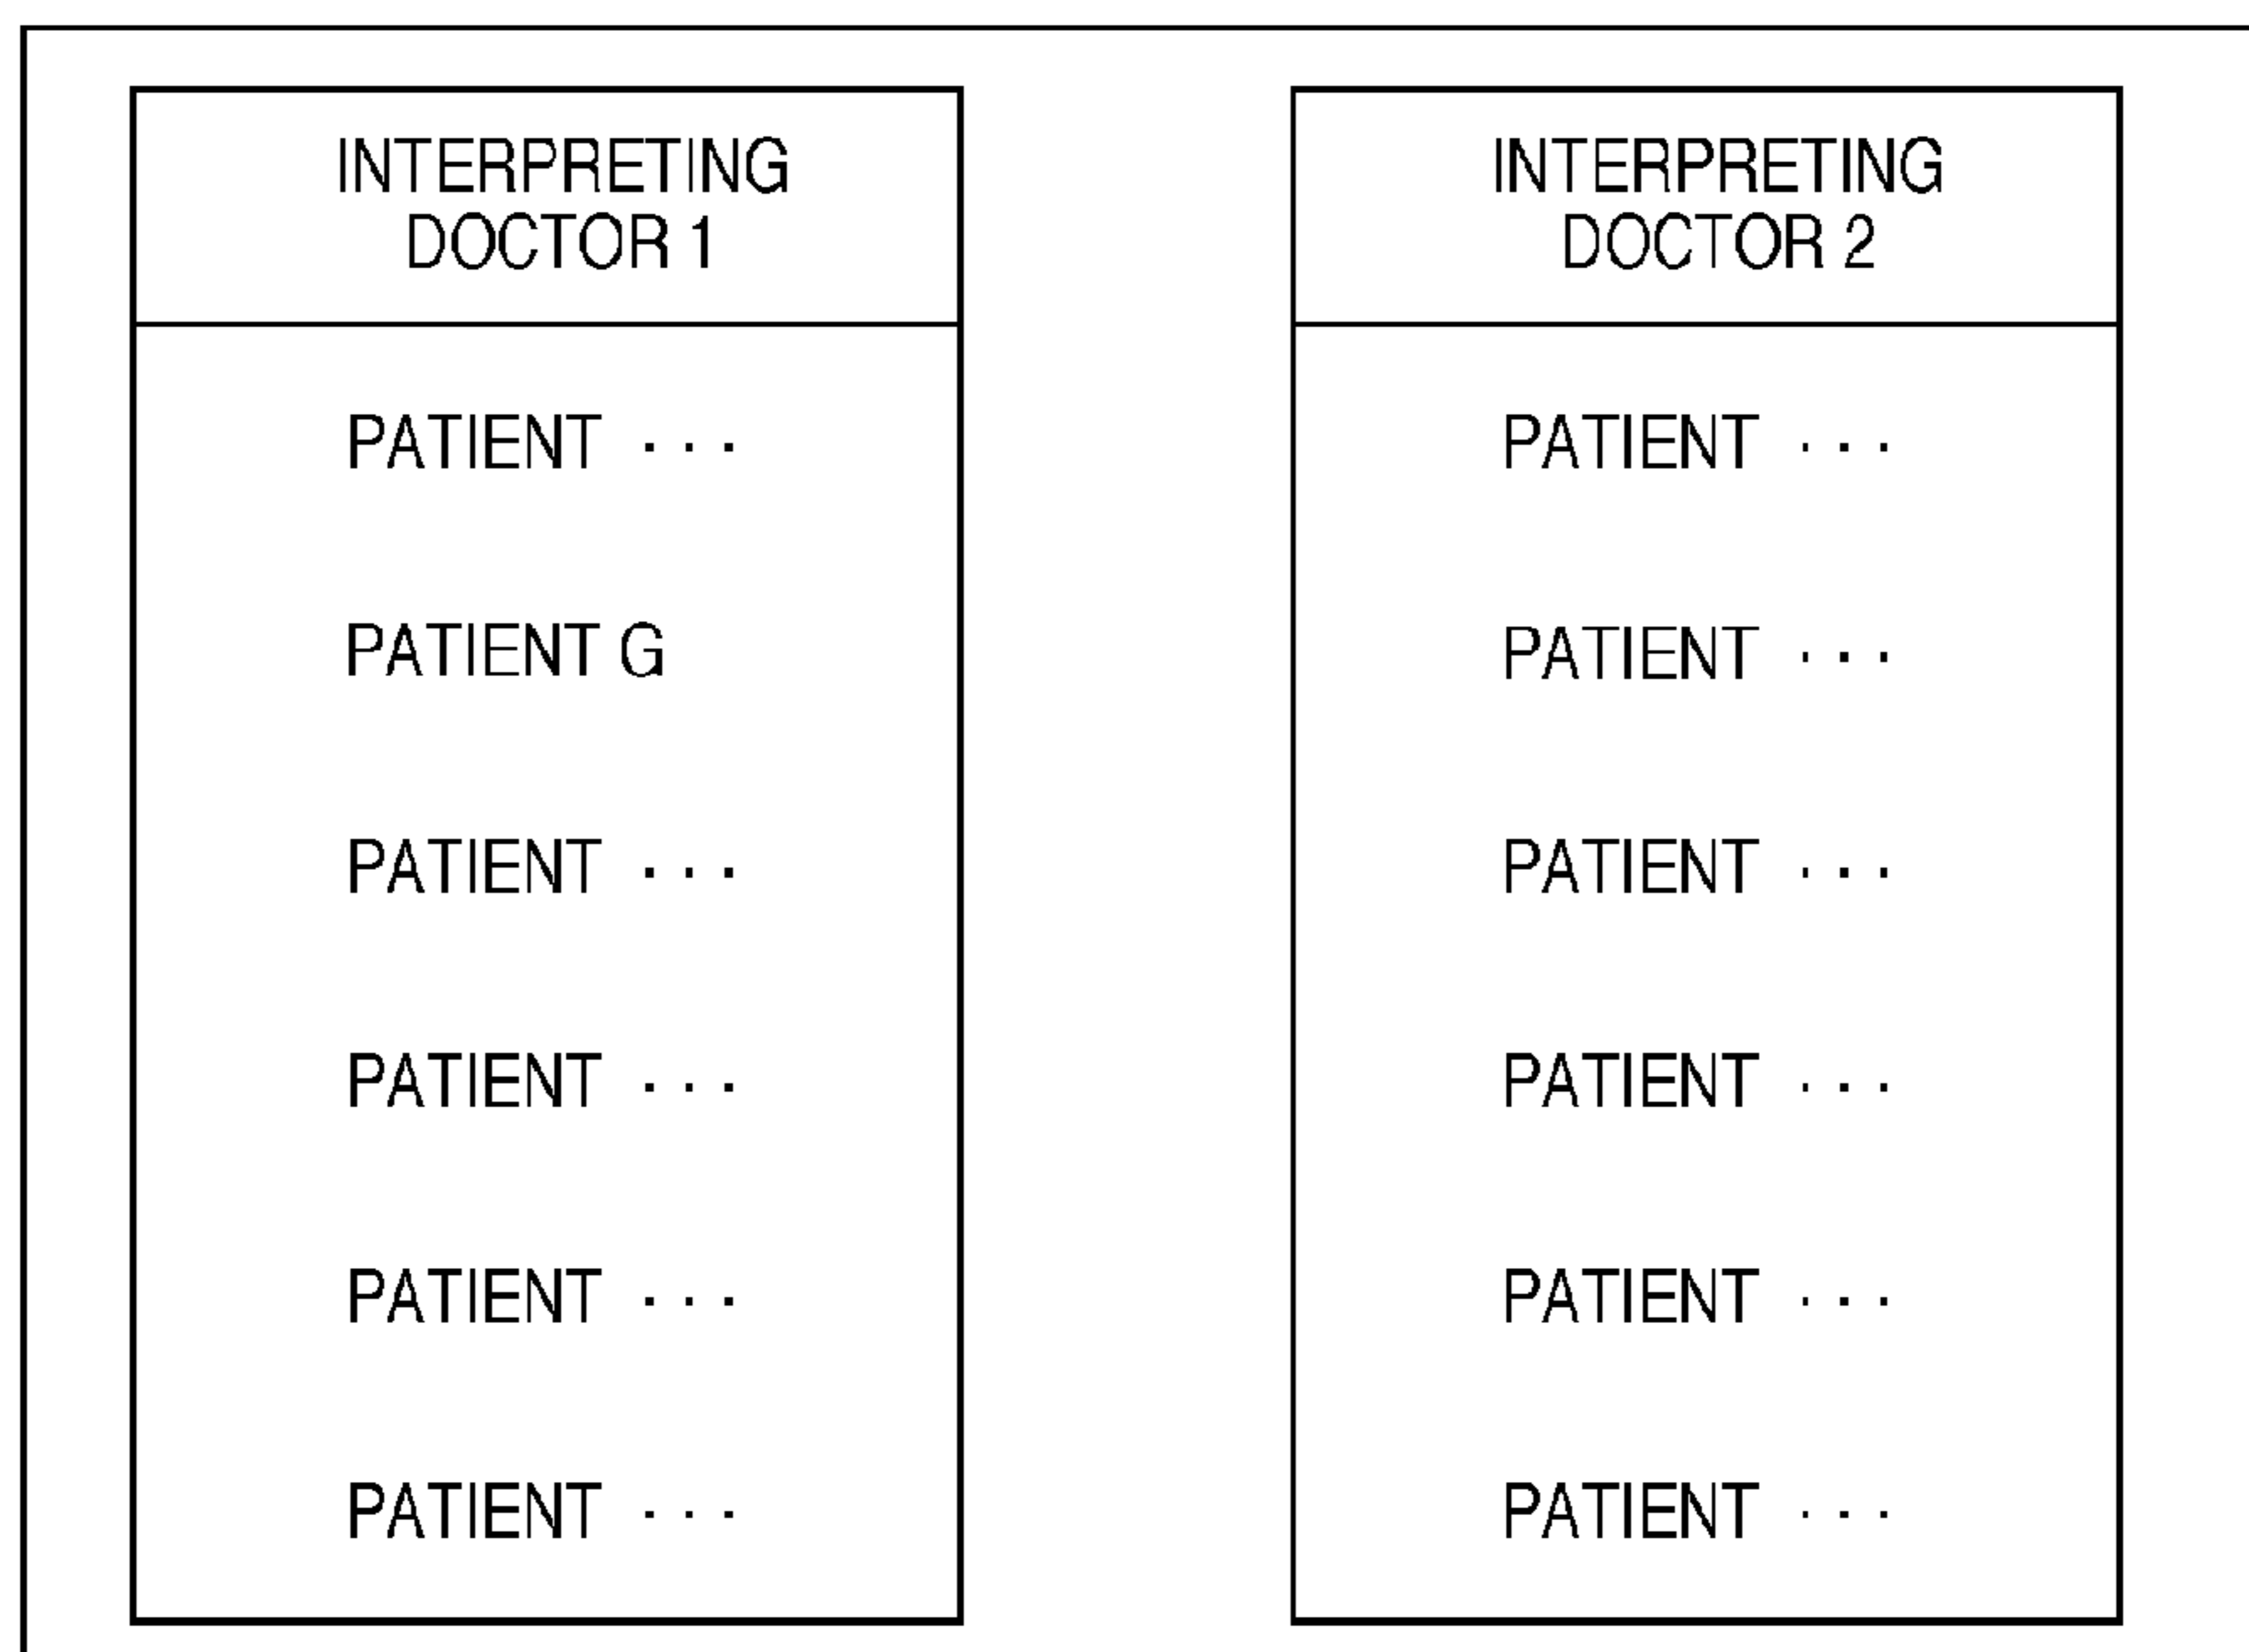 INTERPRETING
DOCTOR 1
PATIENT · · ·
PATIENT G
PATIENT · · ·
PATIENT · · ·
PATIENT · · ·
PATIENT · · ·
INTERPRETING
DOCTOR 2
PATIENT · · ·
PATIENT · · ·
PATIENT · · ·
PATIENT · · ·
PATIENT · · ·
PATIENT · · ·